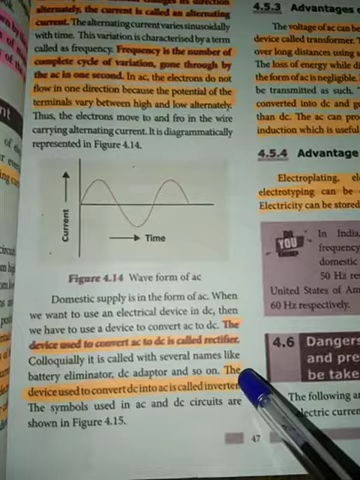 alternately, the current is called an alternating
current. The alternating current varies sinusoidally
with time. This variation is characterised by a term
called as frequency. Frequency is the number of
complete cycle of variation, gone through
by the ac in one second. In ac, the electrons do not
flow in one direction because the potential of the
terminals vary between high and low alternately.
Thus, the electrons move to and fro in the wire
carrying alternating current. It is diagrammatically
represented in Figure 4.14.
Current
Time
Figure 4.14 Wave form of ac
Domestic supply is in the form of ac. When
we want to use an electrical device in dc, then
we have to use a device to convert ac to dc. The
device used to convert ac to dc is called rectifier.
Colloquially it is called with several names like
battery eliminator, dc adaptor and so on. The
device used to convert dc into ac is called inverter
The symbols used in ac and dc circuits are
shown in Figure 4.15.
47
4.5.3 Advantages
The voltage of ac can be
device called transformer.
over long distances using
The loss of energy while di
the form of ac is negligible.
be transmitted as such.
converted into dc and
than dc. The ac can pro
induction which is useful
4.5.4 Advantage
Electroplating, el
electrotyping can be
Electricity can be stored
DO
YOU
In India,
frequency
domestic
50 Hz
United States of Am
60 Hz respectively.
4.6 Dangers
and pre
be take
The following a
electric curren